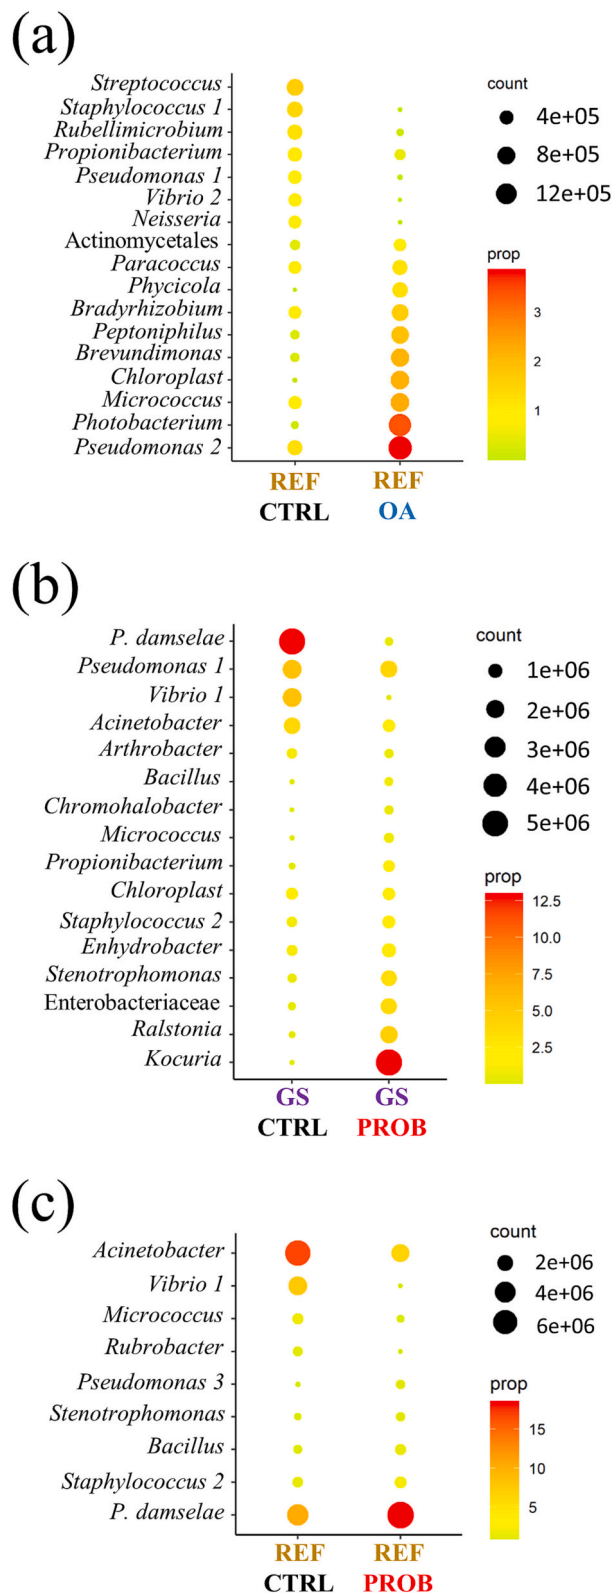 (a)
Streptococcus
Staphylococcus 1
Rubellimicrobium
Propionibacterium
Pseudomonas 1
Vibrio 2
Neisseria
Actinomycetales
Paracoccus
Phycicola
Bradyrhizobium
Peptoniphilus
Brevundimonas
Chloroplast
Micrococcus
Photobacterium
Pseudomonas 2
REF REF
CTRL OA
count
4e+05
8e+05
12e+05
prop
3
2
1
(b)
P. damselae
Pseudomonas 1
Vibrio 1
Acinetobacter
Arthrobacter
Bacillus
Chromohalobacter
Micrococcus
Propionibacterium
Chloroplast
Staphylococcus 2
Enhydrobacter
Stenotrophomonas
Enterobacteriaceae
Ralstonia
Kocuria
GS GS
CTRL PROB
count
1e+06
2e+06
3e+06
4e+06
5e+06
prop
12.5
10.0
7.5
5.0
2.5
(c)
Acinetobacter
Vibrio 1
Micrococcus
Rubrobacter
Pseudomonas 3
Stenotrophomonas
Bacillus
Staphylococcus 2
P. damselae
REF REF
CTRL PROB
count
2e+06
4e+06
6e+06
prop
15
10
5